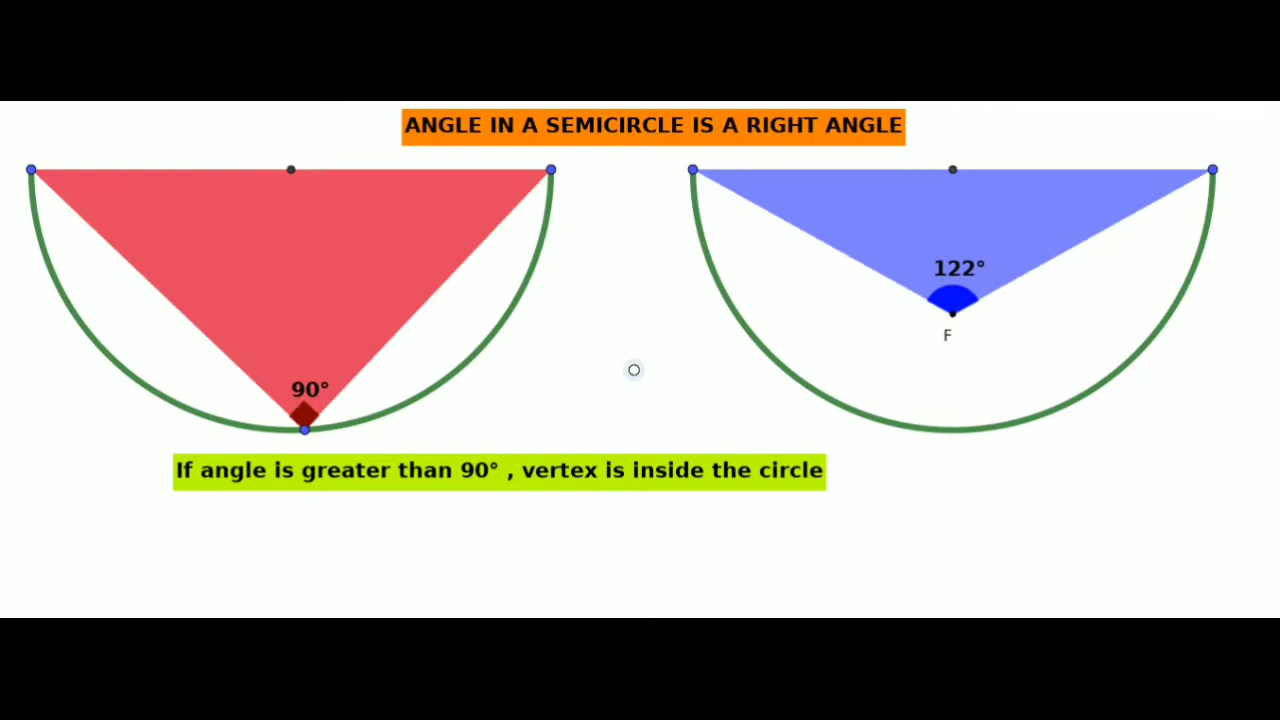 ANGLE IN A SEMICIRCLE IS A RIGHT ANGLE
122°
F
90°
If angle is greater than 90° , vertex is inside the circle